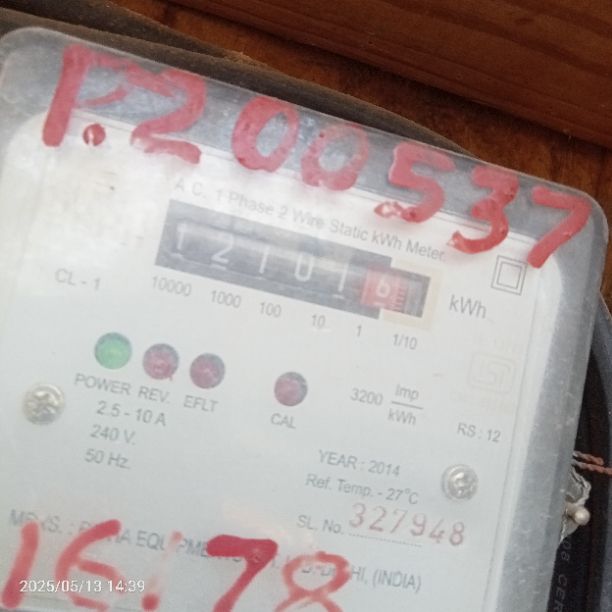 1.200537
A.C. 1 Phase 2 Wire Static kWh Meter
12101 6
kWh
CL - 1
10000 1000 100 10 1 1/10
POWER REV. EFLT CAL
3200 Imp/kWh
2.5 - 10 A
240 V.
50 Hz.
RS : 12
YEAR : 2014
Ref. Temp. - 27°C
SL. No. 327948
(INDIA)
16178
2025/05/13 14:39